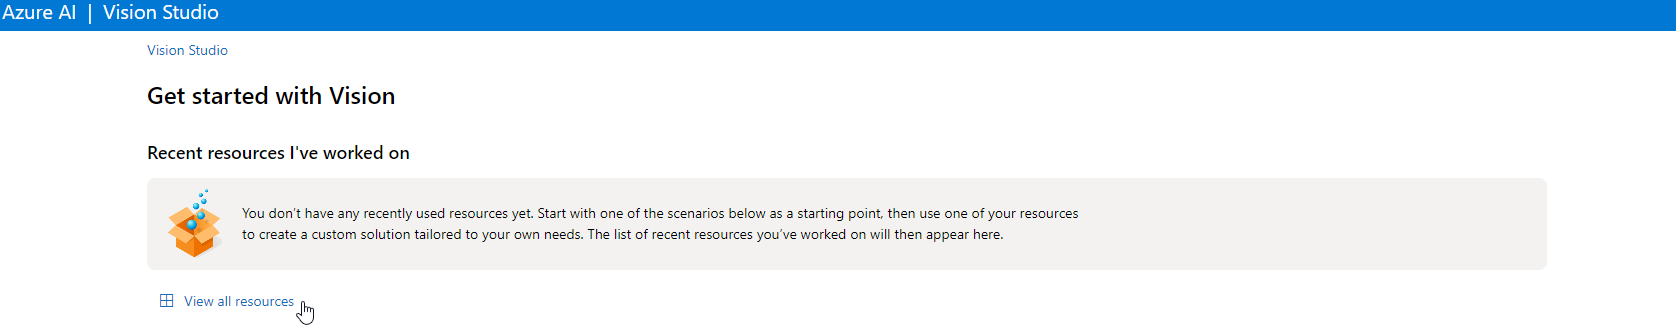 Azure AI | Vision Studio
Vision Studio
Get started with Vision
Recent resources I've worked on
You don't have any recently used resources yet. Start with one of the scenarios below as a starting point, then use one of your resources
to create a custom solution tailored to your own needs. The list of recent resources you've worked on will then appear here.
View all resources